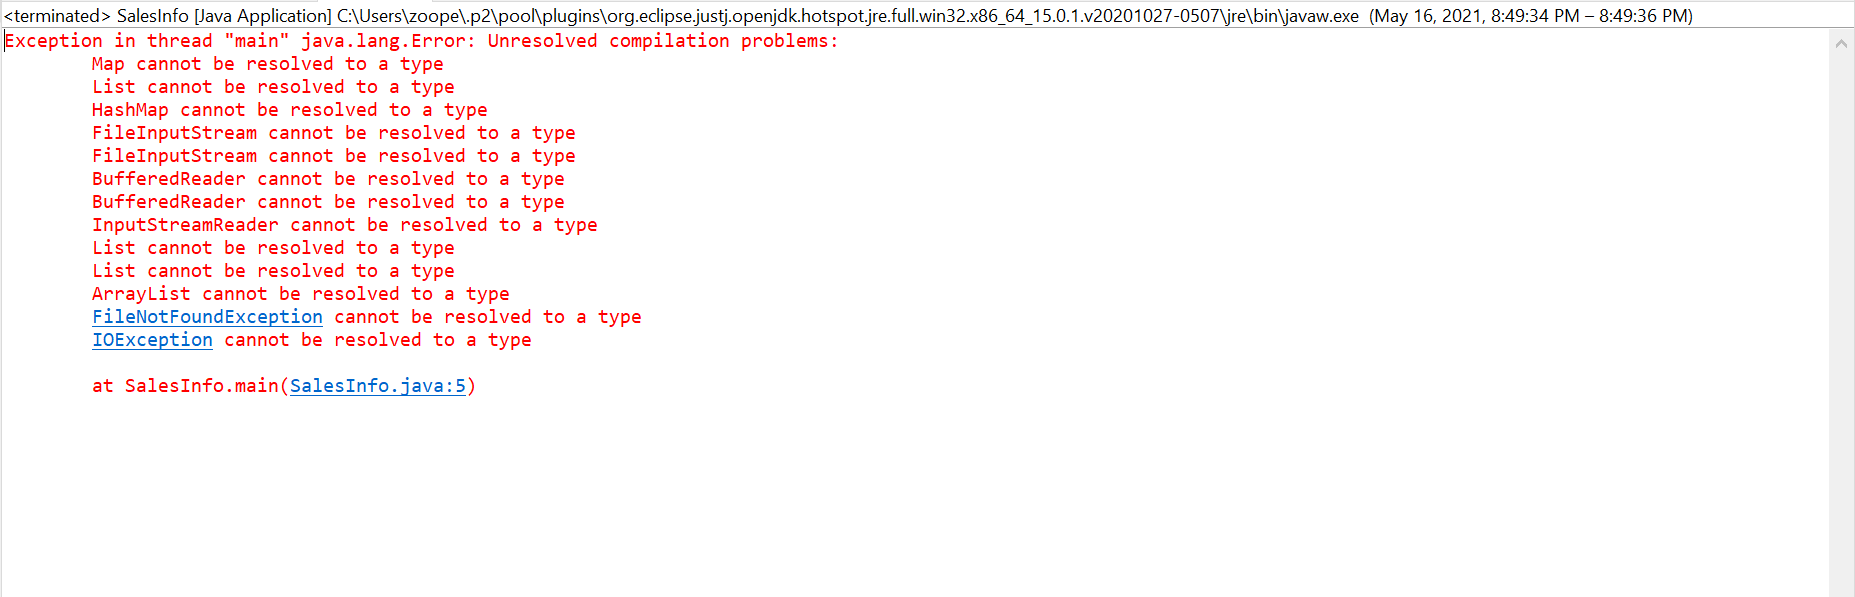 <terminated> SalesInfo [Java Application] C:\Users\zoope\.p2\pool\plugins\org.eclipse.justj.openjdk.hotspot.jre.full.win32.x86_64_15.0.1.v20201027-0507\jre\bin\javaw.exe (May 16, 2021, 8:49:34 PM – 8:49:36 PM)
Exception in thread "main" java.lang.Error: Unresolved compilation problems:
Map cannot be resolved to a type
List cannot be resolved to a type
HashMap cannot be resolved to a type
FileInputStream cannot be resolved to a type
FileInputStream cannot be resolved to a type
BufferedReader cannot be resolved to a type
BufferedReader cannot be resolved to a type
InputStreamReader cannot be resolved to a type
List cannot be resolved to a type
List cannot be resolved to a type
ArrayList cannot be resolved to a type
FileNotFoundException cannot be resolved to a type
IOException cannot be resolved to a type
at SalesInfo.main(SalesInfo.java:5)